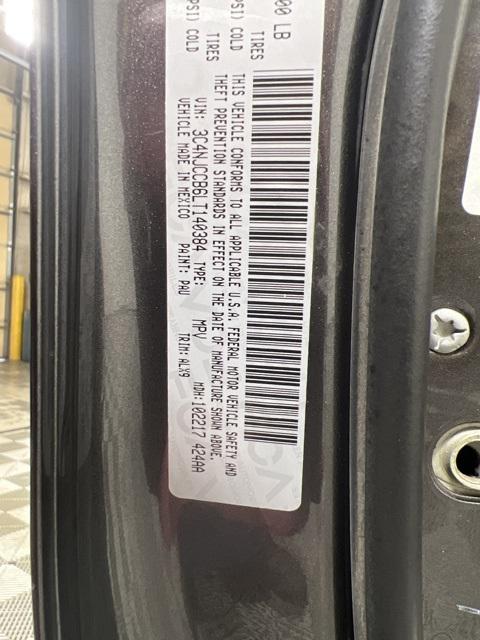 00 LB
TIRES
PSI) COLD
TIRES
PSI) COLD
THIS VEHICLE CONFORMS TO ALL APPLICABLE U.S.A. FEDERAL MOTOR VEHICLE SAFETY AND
THEFT PREVENTION STANDARDS IN EFFECT ON THE DATE OF MANUFACTURE SHOWN ABOVE.
VIN: 3C4NJCCB6LT140384 TYPE: MPV MDH:102217 424AA
VEHICLE MADE IN MEXICO PAINT: PAU TRIM:ALX9